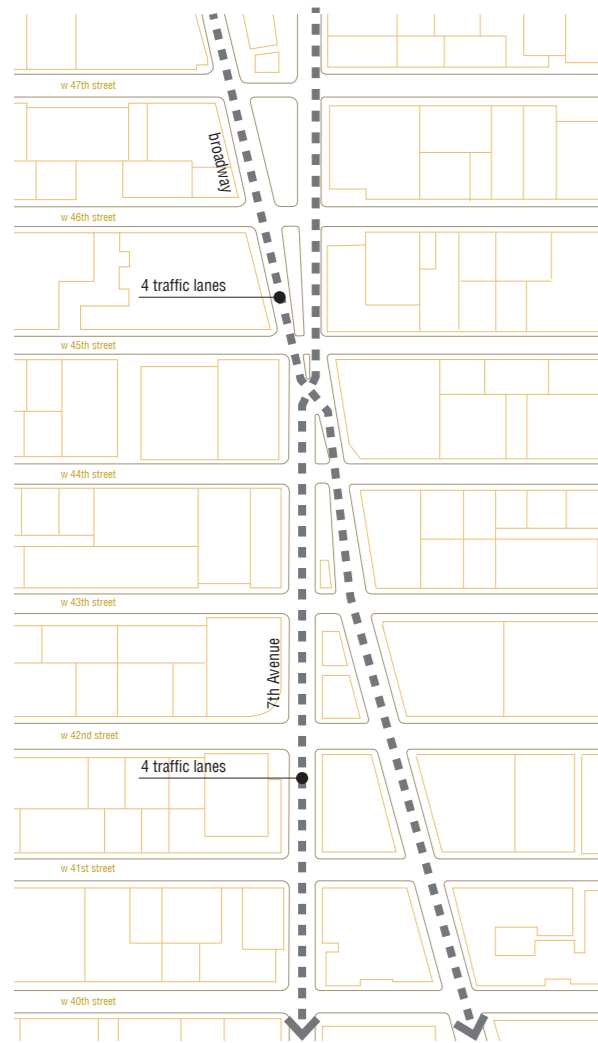 w 47th street
broadway
w 46th street
4 traffic lanes
w 45th street
w 44th street
w 43th street
7th Avenue
w 42nd street
4 traffic lanes
w 41st street
w 40th street